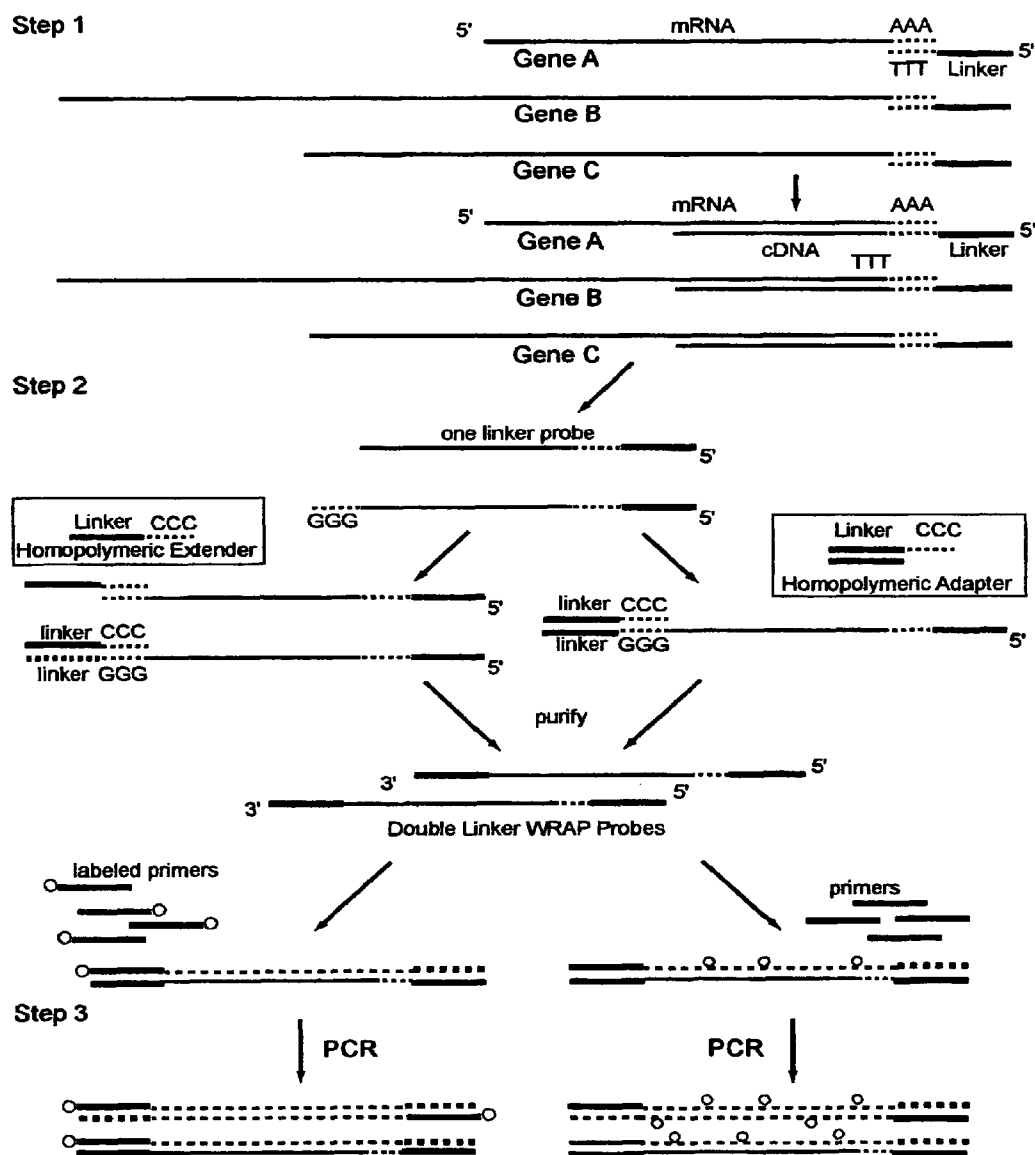 Step 1
5' mRNA AAA
Gene A TTT Linker 5'
Gene B
Gene C
5' mRNA AAA 5'
Gene A cDNA TTT Linker
Gene B
Gene C
Step 2
one linker probe
5'
GGG 5'
Linker CCC
Homopolymeric Extender
Linker CCC
Homopolymeric Adapter
5'
linker CCC
linker GGG 5'
linker CCC
linker GGG 5'
purify
3' 5'
3' 5'
Double Linker WRAP Probes
labeled primers
primers
Step 3
PCR PCR